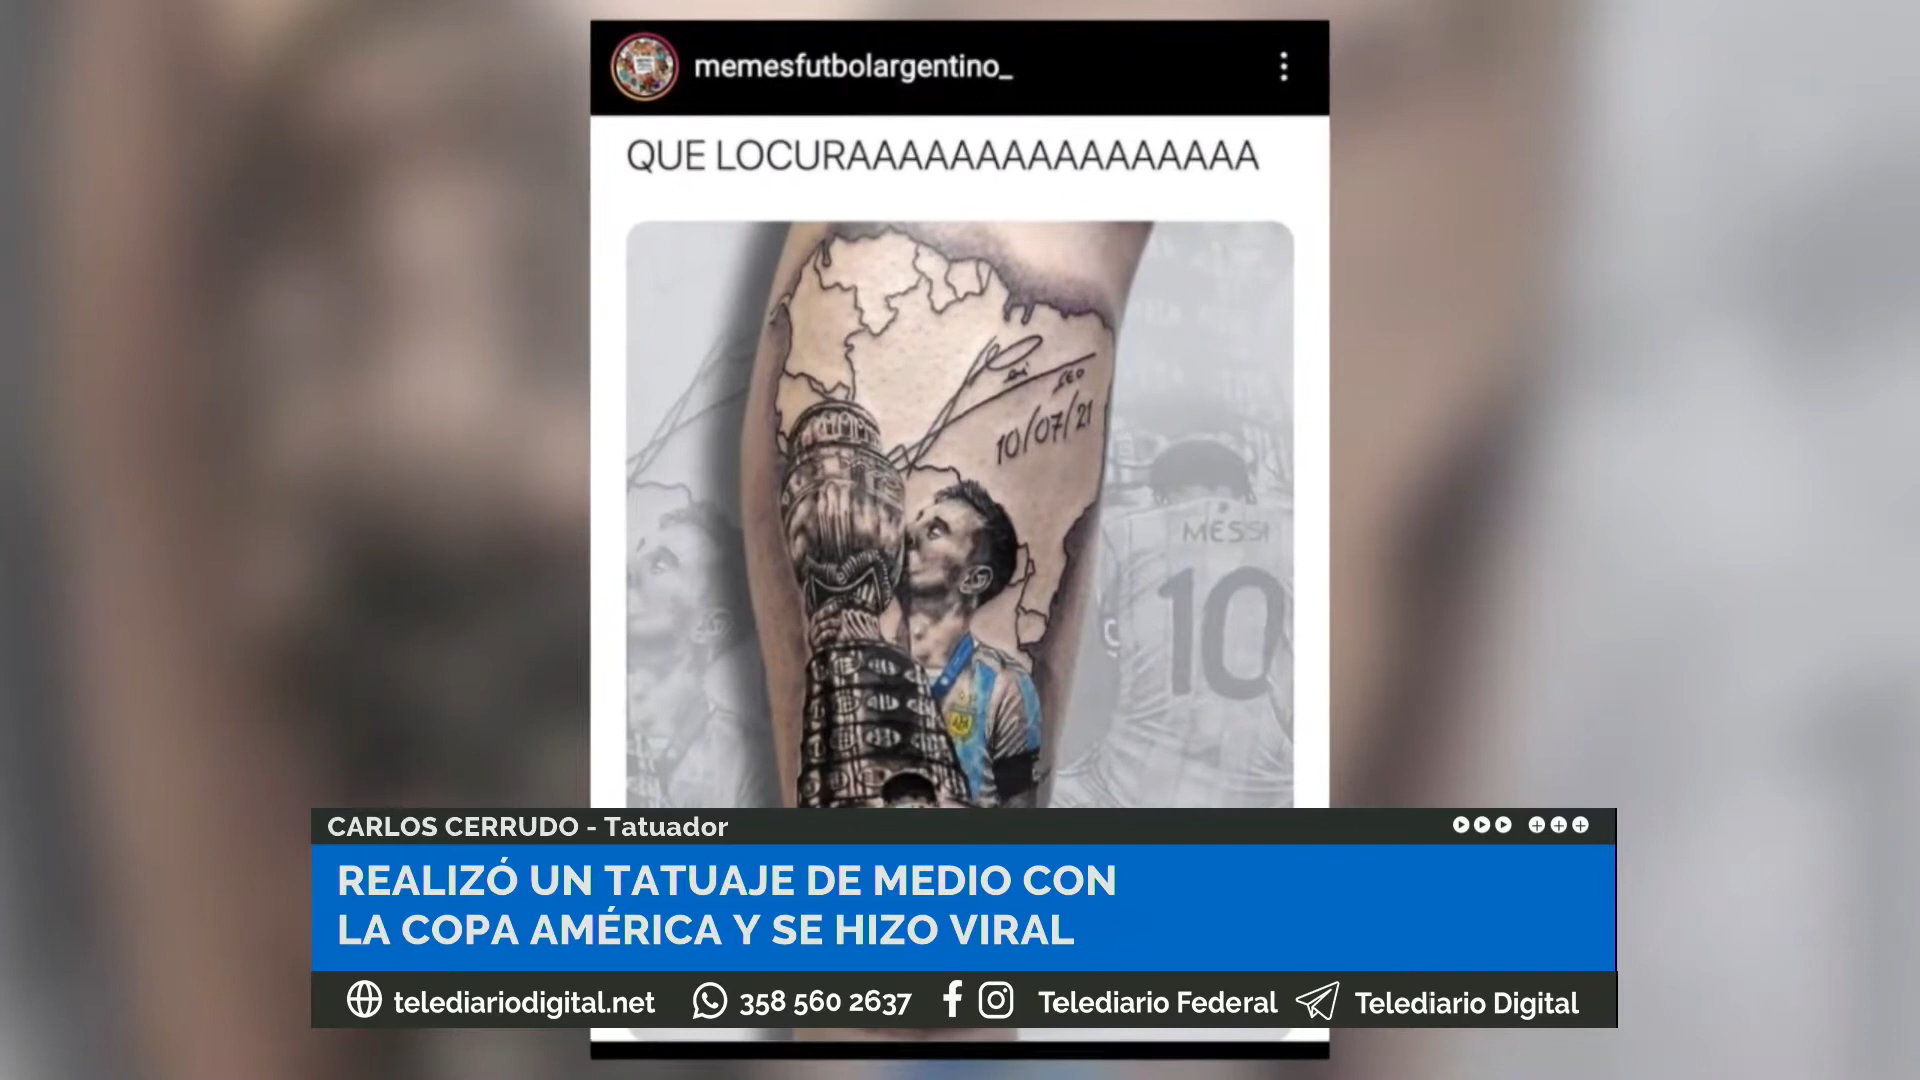 memesfutbolargentino_
QUE LOCURAAAAAAAAAAAAAAAAA
10/07/21
MESSI
10
CARLOS CERRUDO - Tatuador
REALIZÓ UN TATUAJE DE MEDIO CON
LA COPA AMÉRICA Y SE HIZO VIRAL
telediariodigital.net 358 560 2637 Telediario Federal Telediario Digital